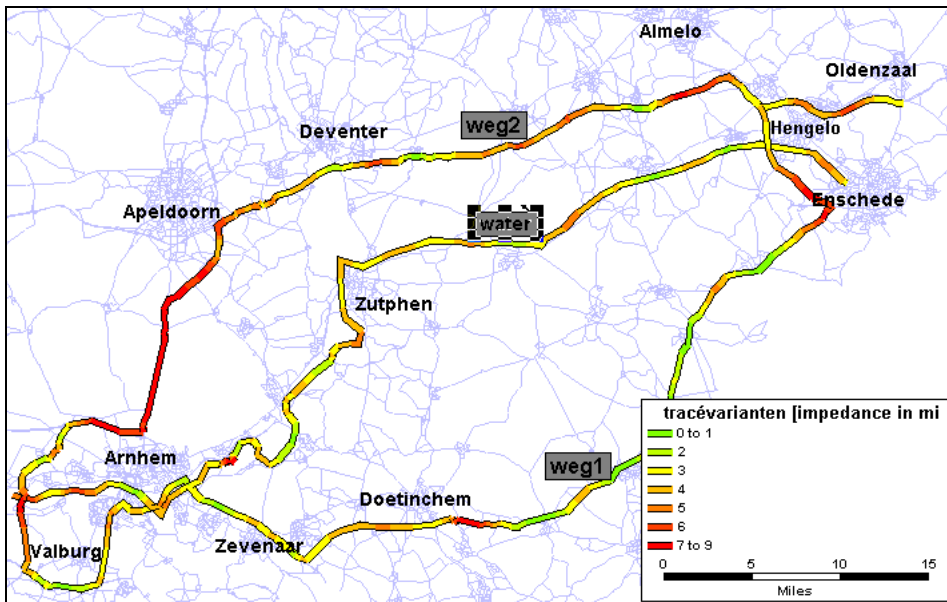 Almelo
Oldenzaal
weg2
Deventer
Hengelo
Apeldoorn
Enschede
water
Zutphen
tracévarianten [impedance in mi
0 to 1
2
3
4
5
6
7 to 9
weg1
Arnhem
Doetinchem
Valburg
Zevenaar
0 5 10 15
Miles